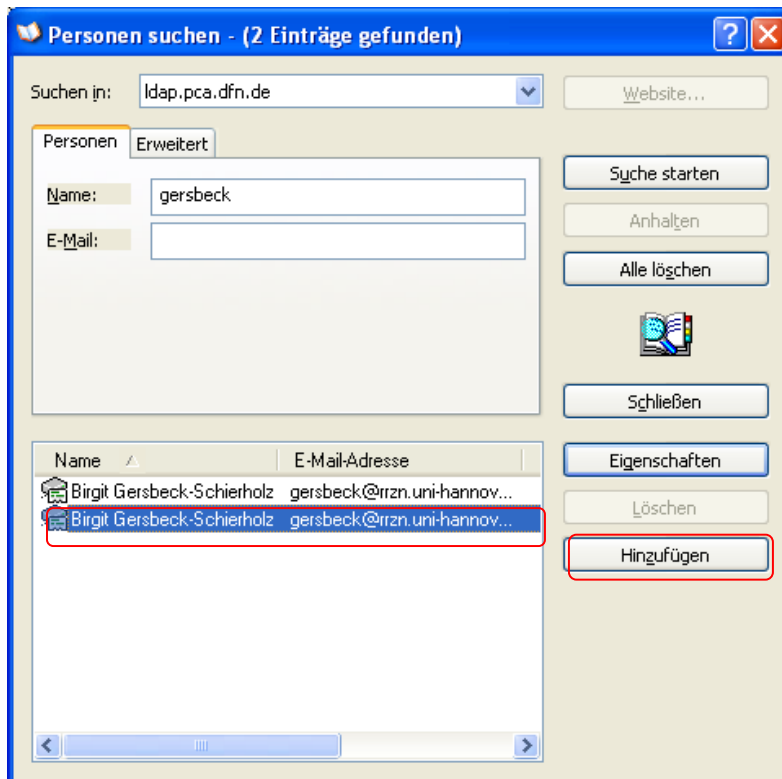 Personen suchen - (2 Einträge gefunden)
Suchen in: ldap.pca.dfn.de
Website...
Personen Erweitert
Name: gersbeck
E-Mail:
Suche starten
Anhalten
Alle löschen
Schließen
Name E-Mail-Adresse
Birgit Gersbeck-Schierholz gersbeck@rrzn.uni-hannov...
Birgit Gersbeck-Schierholz gersbeck@rrzn.uni-hannov...
Eigenschaften
Löschen
Hinzufügen